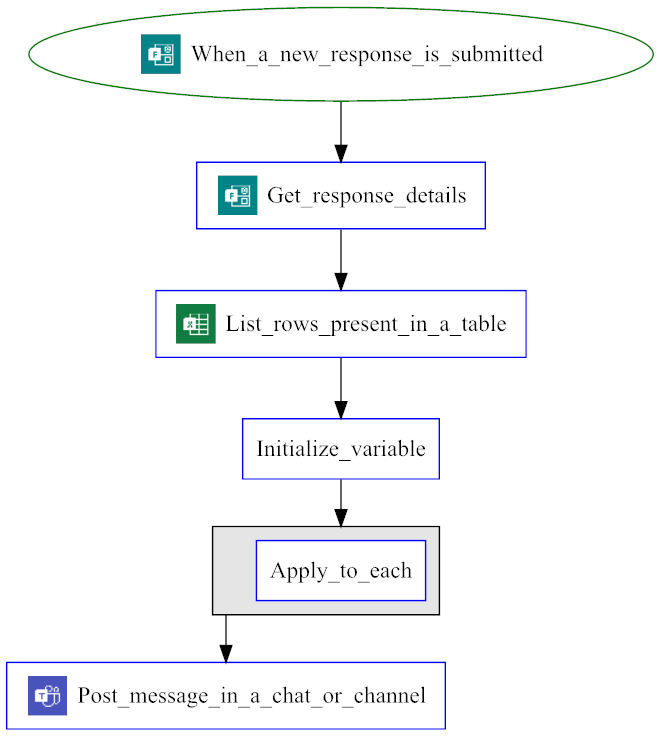 When_a_new_response_is_submitted
Get_response_details
List_rows_present_in_a_table
Initialize_variable
Apply_to_each
Post_message_in_a_chat_or_channel